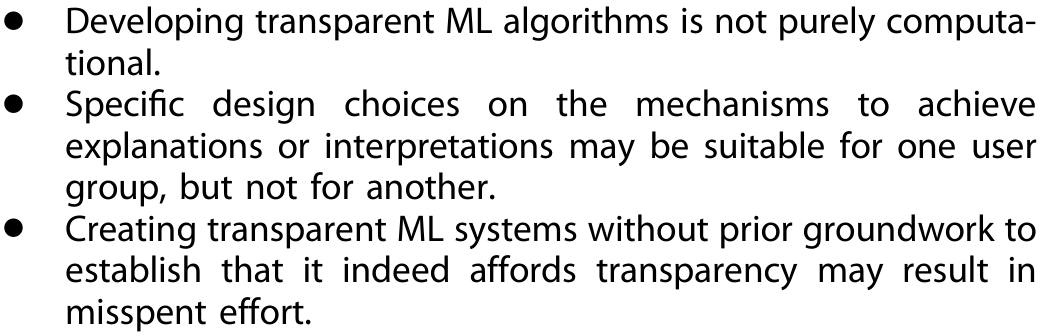 ● Developing transparent ML algorithms is not purely computa-
tional.
● Specific design choices on the mechanisms to achieve
explanations or interpretations may be suitable for one user
group, but not for another.
● Creating transparent ML systems without prior groundwork to
establish that it indeed affords transparency may result in
misspent effort.